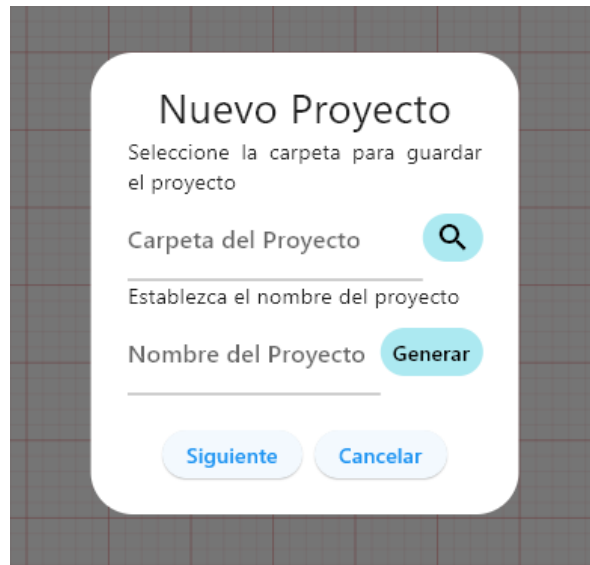 Nuevo Proyecto
Seleccione la carpeta para guardar
el proyecto
Carpeta del Proyecto
Establezca el nombre del proyecto
Nombre del Proyecto Generar
Siguiente Cancelar